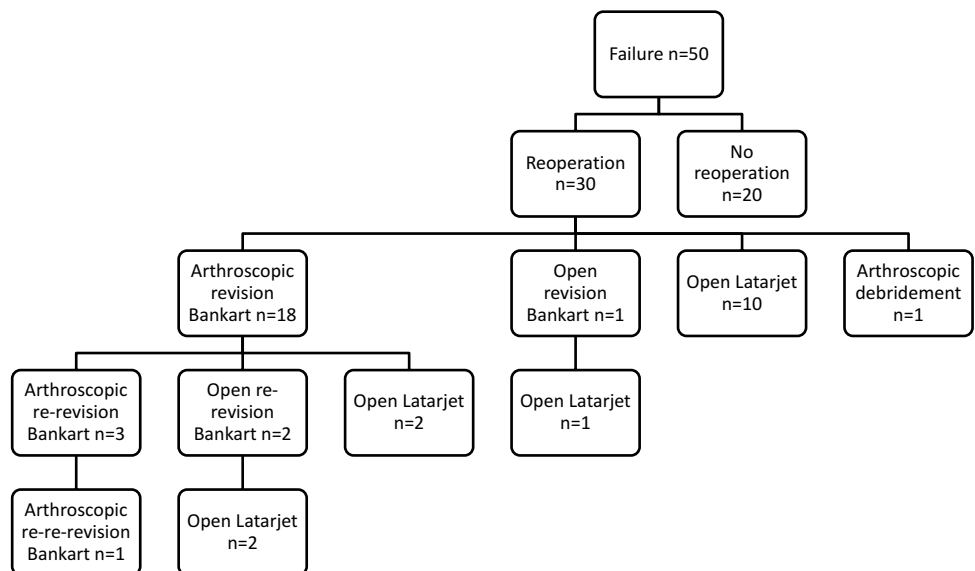 Failure n=50
Reoperation
n=30
No
reoperation
n=20
Arthroscopic
revision
Bankart n=18
Open
revision
Bankart n=1
Open Latarjet
n=10
Arthroscopic
debridement
n=1
Arthroscopic
re-revision
Bankart n=3
Open re-
revision
Bankart n=2
Open Latarjet
n=2
Open Latarjet
n=1
Arthroscopic
re-re-revision
Bankart n=1
Open Latarjet
n=2